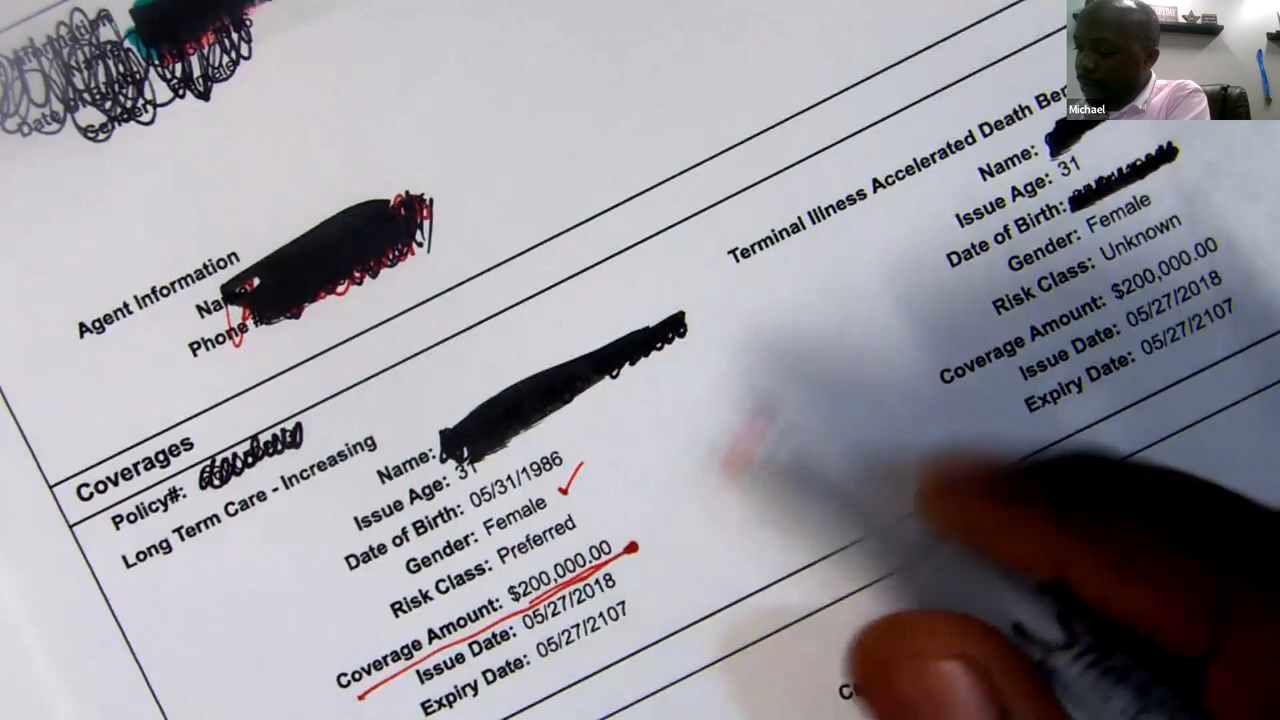 Michael
Date
Gender
Agent Information
Phone #
Terminal Illness Accelerated Death Ben
Name:
Issue Age: 31
Date of Birth:
Gender: Female
Risk Class: Unknown
Coverage Amount: $200,000.00
Issue Date: 05/27/2018
Expiry Date: 05/27/2107
Coverages
Policy#:
Long Term Care - Increasing
Name:
Issue Age: 31
Date of Birth: 05/31/1986
Gender: Female
Risk Class: Preferred
Coverage Amount: $200,000.00
Issue Date: 05/27/2018
Expiry Date: 05/27/2107